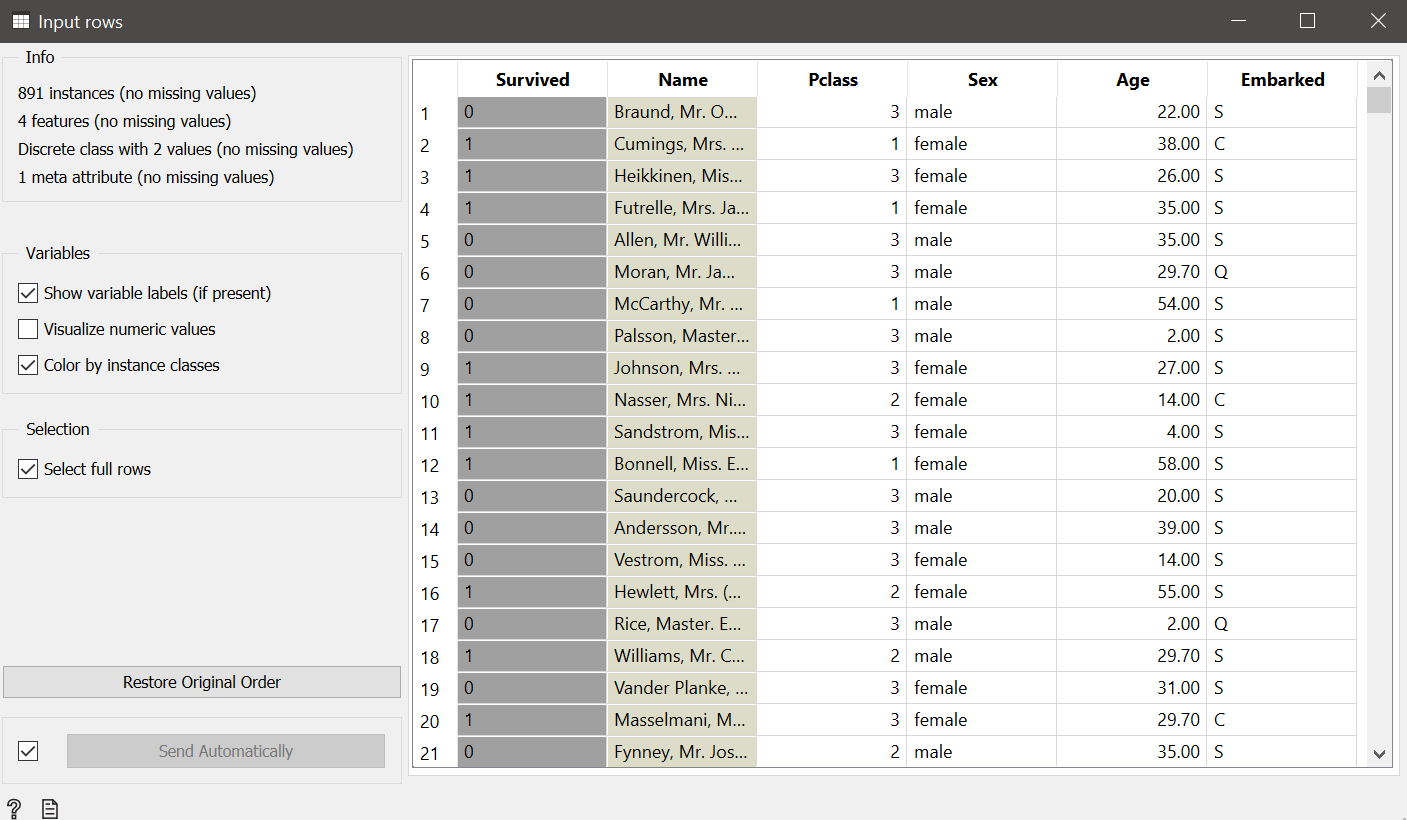 Input rows
Info
891 instances (no missing values)
4 features (no missing values)
Discrete class with 2 values (no missing values)
1 meta attribute (no missing values)
Variables
Show variable labels (if present)
Visualize numeric values
Color by instance classes
Selection
Select full rows
Restore Original Order
Send Automatically
?
Survived Name Pclass Sex Age Embarked
1 0 Braund, Mr. O... 3 male 22.00 S
2 1 Cumings, Mrs. ... 1 female 38.00 C
3 1 Heikkinen, Mis... 3 female 26.00 S
4 1 Futrelle, Mrs. Ja... 1 female 35.00 S
5 0 Allen, Mr. Willi... 3 male 35.00 S
6 0 Moran, Mr. Ja... 3 male 29.70 Q
7 0 McCarthy, Mr. ... 1 male 54.00 S
8 0 Palsson, Master... 3 male 2.00 S
9 1 Johnson, Mrs. ... 3 female 27.00 S
10 1 Nasser, Mrs. Ni... 2 female 14.00 C
11 1 Sandstrom, Mis... 3 female 4.00 S
12 1 Bonnell, Miss. E... 1 female 58.00 S
13 0 Saundercock, ... 3 male 20.00 S
14 0 Andersson, Mr.... 3 male 39.00 S
15 0 Vestrom, Miss. ... 3 female 14.00 S
16 1 Hewlett, Mrs. (... 2 female 55.00 S
17 0 Rice, Master. E... 3 male 2.00 Q
18 1 Williams, Mr. C... 2 male 29.70 S
19 0 Vander Planke, ... 3 female 31.00 S
20 1 Masselmani, M... 3 female 29.70 C
21 0 Fynney, Mr. Jos... 2 male 35.00 S